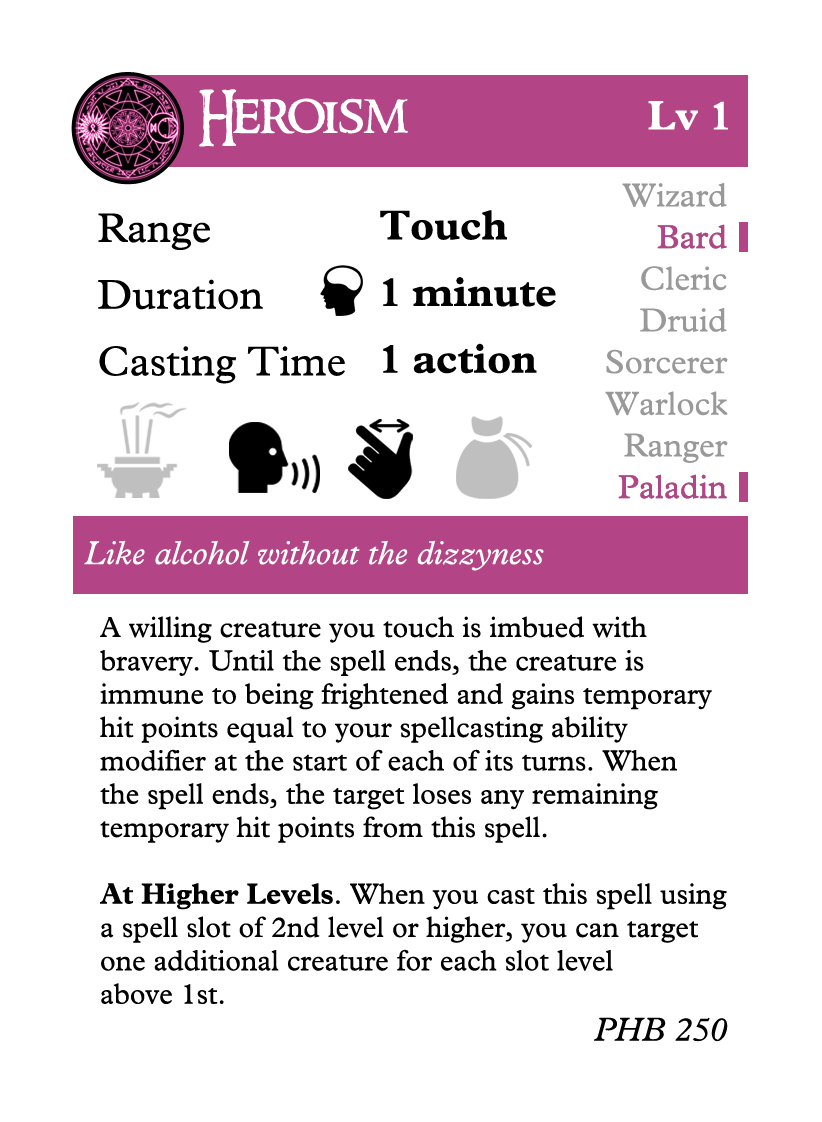 HEROISM
Lv 1
Range Touch
Duration 1 minute
Casting Time 1 action
Wizard
Bard
Cleric
Druid
Sorcerer
Warlock
Ranger
Paladin
Like alcohol without the dizzyness
A willing creature you touch is imbued with
bravery. Until the spell ends, the creature is
immune to being frightened and gains temporary
hit points equal to your spellcasting ability
modifier at the start of each of its turns. When
the spell ends, the target loses any remaining
temporary hit points from this spell.
At Higher Levels. When you cast this spell using
a spell slot of 2nd level or higher, you can target
one additional creature for each slot level
above 1st.
PHB 250